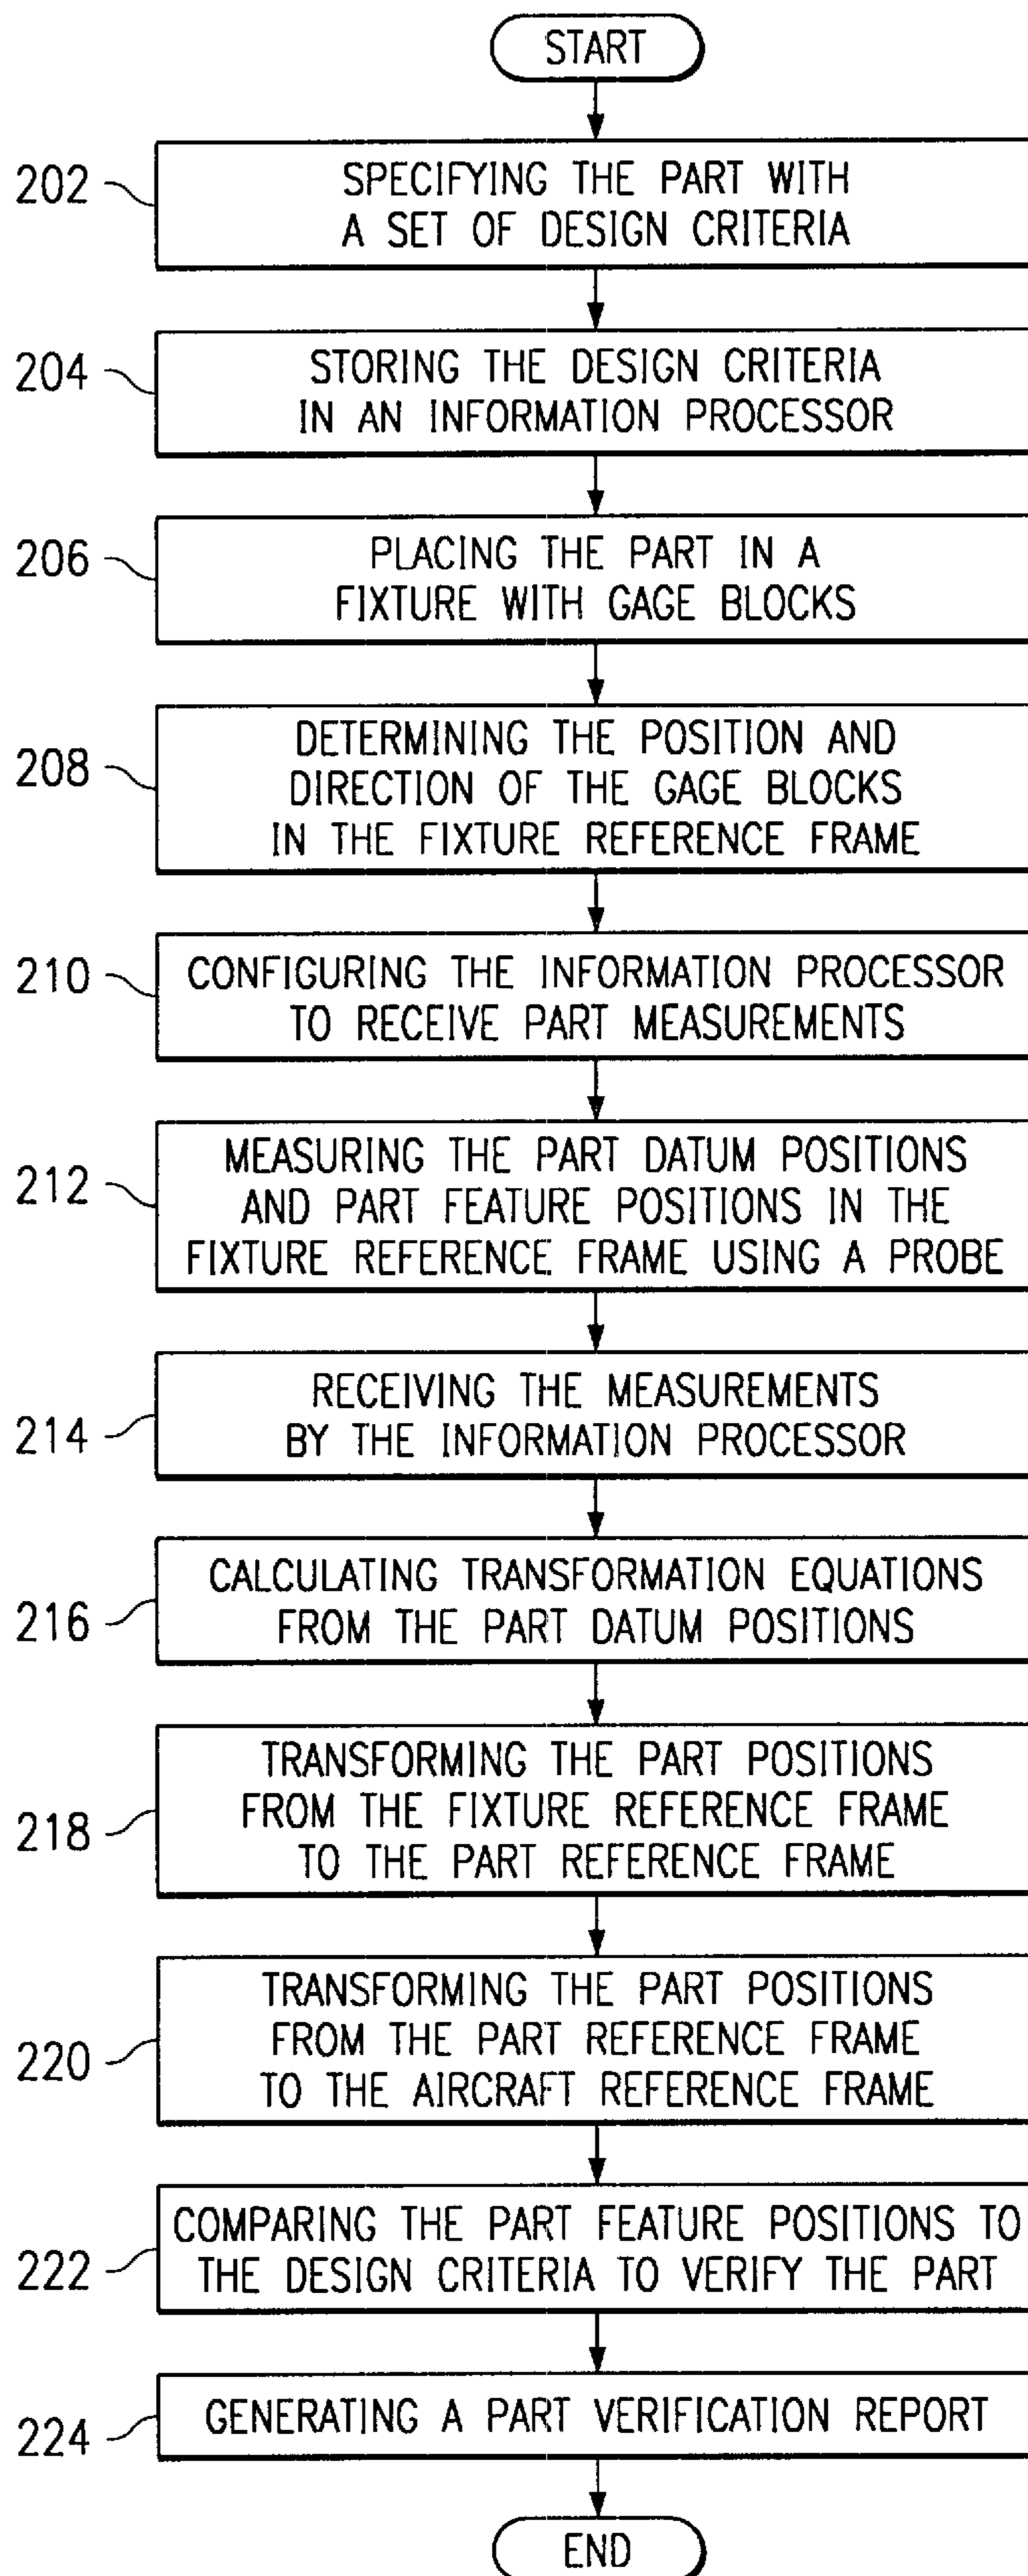 START
202
SPECIFYING THE PART WITH
A SET OF DESIGN CRITERIA
204
STORING THE DESIGN CRITERIA
IN AN INFORMATION PROCESSOR
206
PLACING THE PART IN A
FIXTURE WITH GAGE BLOCKS
208
DETERMINING THE POSITION AND
DIRECTION OF THE GAGE BLOCKS
IN THE FIXTURE REFERENCE FRAME
210
CONFIGURING THE INFORMATION PROCESSOR
TO RECEIVE PART MEASUREMENTS
212
MEASURING THE PART DATUM POSITIONS
AND PART FEATURE POSITIONS IN THE
FIXTURE REFERENCE FRAME USING A PROBE
214
RECEIVING THE MEASUREMENTS
BY THE INFORMATION PROCESSOR
216
CALCULATING TRANSFORMATION EQUATIONS
FROM THE PART DATUM POSITIONS
218
TRANSFORMING THE PART POSITIONS
FROM THE FIXTURE REFERENCE FRAME
TO THE PART REFERENCE FRAME
220
TRANSFORMING THE PART POSITIONS
FROM THE PART REFERENCE FRAME
TO THE AIRCRAFT REFERENCE FRAME
222
COMPARING THE PART FEATURE POSITIONS TO
THE DESIGN CRITERIA TO VERIFY THE PART
224
GENERATING A PART VERIFICATION REPORT
END